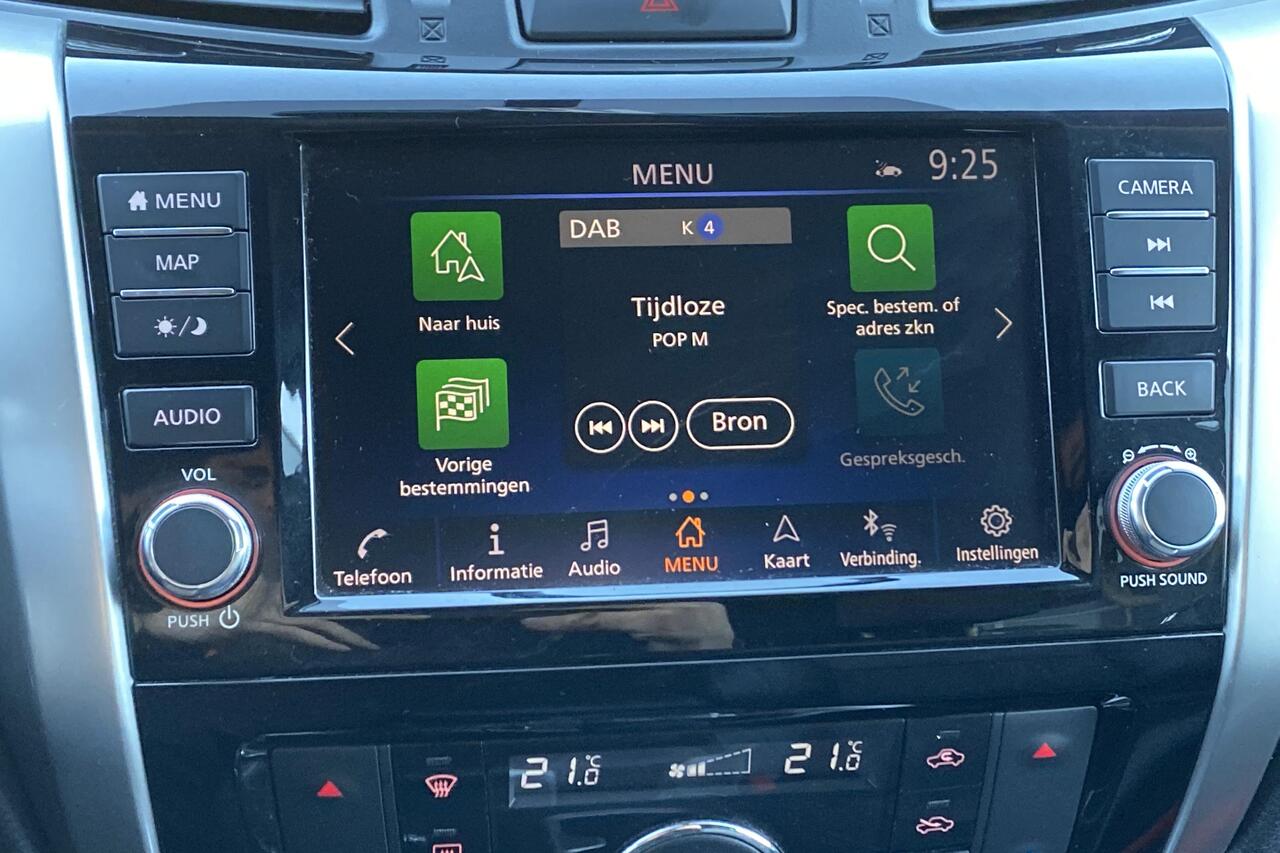 MENU
MAP
AUDIO
VOL
PUSH
MENU
9:25
Naar huis
DAB
K 4
Tijdloze
POP M
Bron
Spec. bestem. of
adres zkn
Vorige
bestemmingen
Gespreksgesch.
Telefoon
Informatie
Audio
MENU
Kaart
Verbinding.
Instellingen
CAMERA
BACK
PUSH SOUND
21.0°C
21.0°C